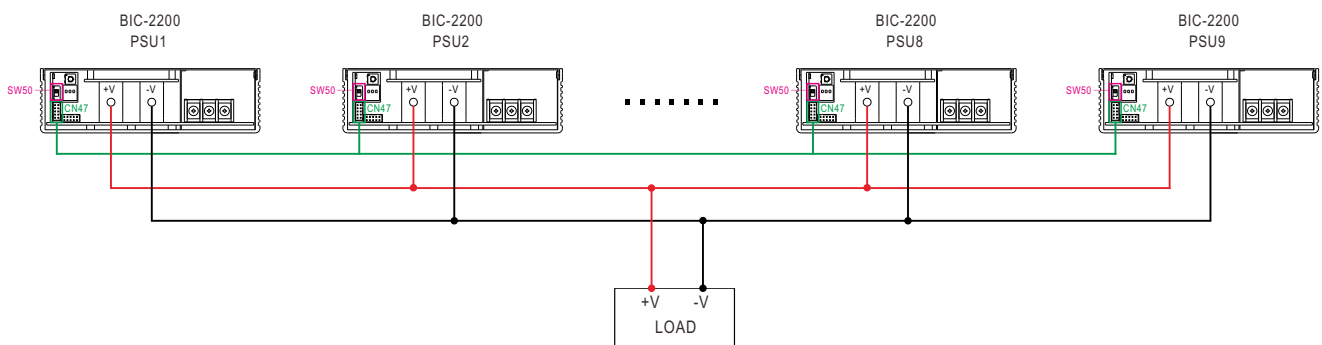 BIC-2200
PSU1
BIC-2200
PSU2
BIC-2200
PSU8
BIC-2200
PSU9
SW50
+V
-V
CN47
SW50
+V
-V
CN47
SW50
+V
-V
CN47
SW50
+V
-V
CN47
+V
-V
LOAD